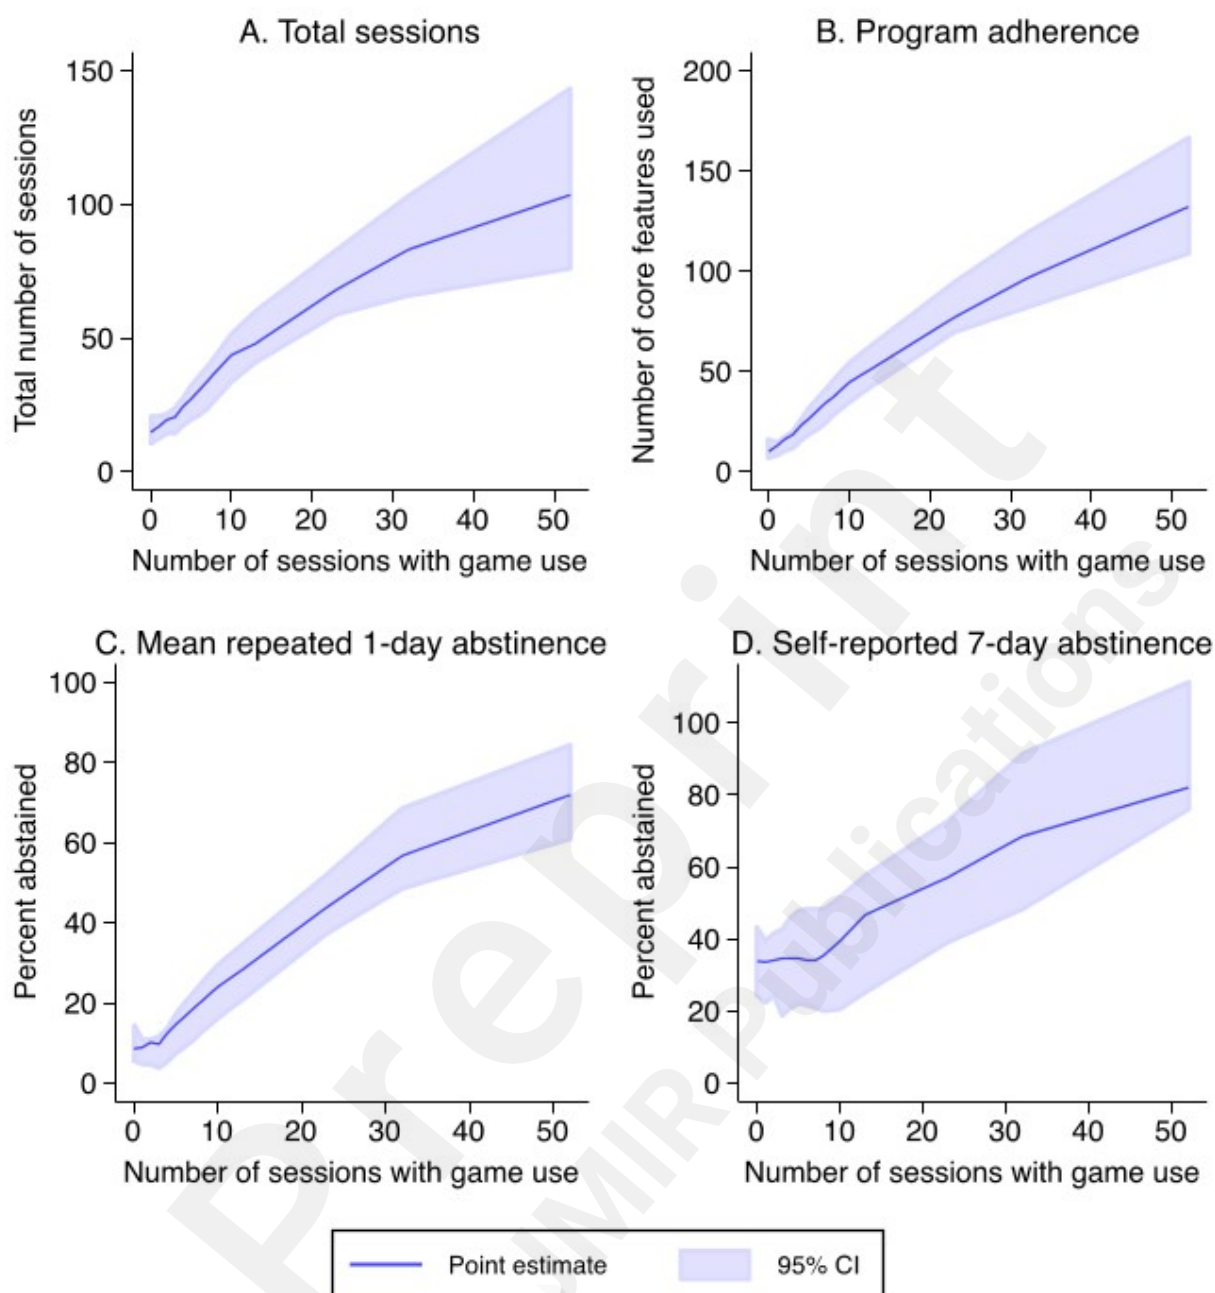 A. Total sessions
150
100
50
0
Total number of sessions
0 10 20 30 40 50
Number of sessions with game use
B. Program adherence
200
150
100
50
0
Number of core features used
0 10 20 30 40 50
Number of sessions with game use
C. Mean repeated 1-day abstinence
100
80
60
40
20
0
Percent abstained
0 10 20 30 40 50
Number of sessions with game use
D. Self-reported 7-day abstinence
100
80
60
40
20
0
Percent abstained
0 10 20 30 40 50
Number of sessions with game use
Point estimate 95% CI
Preprint
JMIR Publications